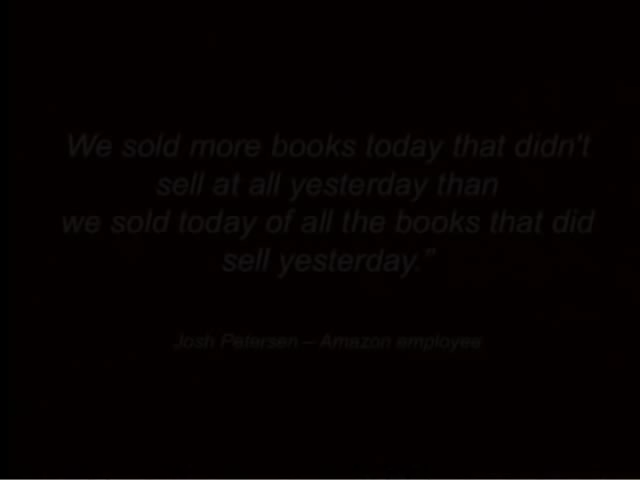 We sold more books today that didn't
sell at all yesterday than
we sold today of all the books that did
sell yesterday.”
Josh Petersen – Amazon employee